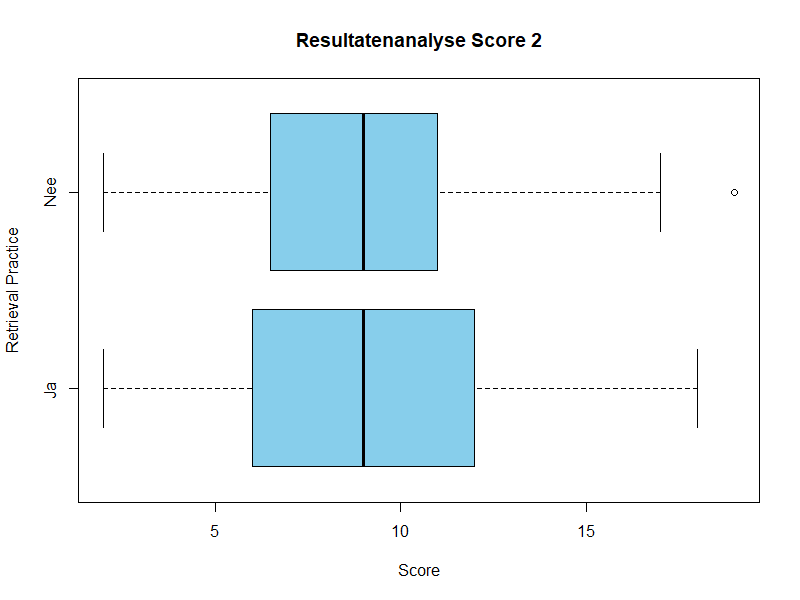 Resultatenanalyse Score 2
Retrieval Practice
Nee
Ja
5 10 15
Score